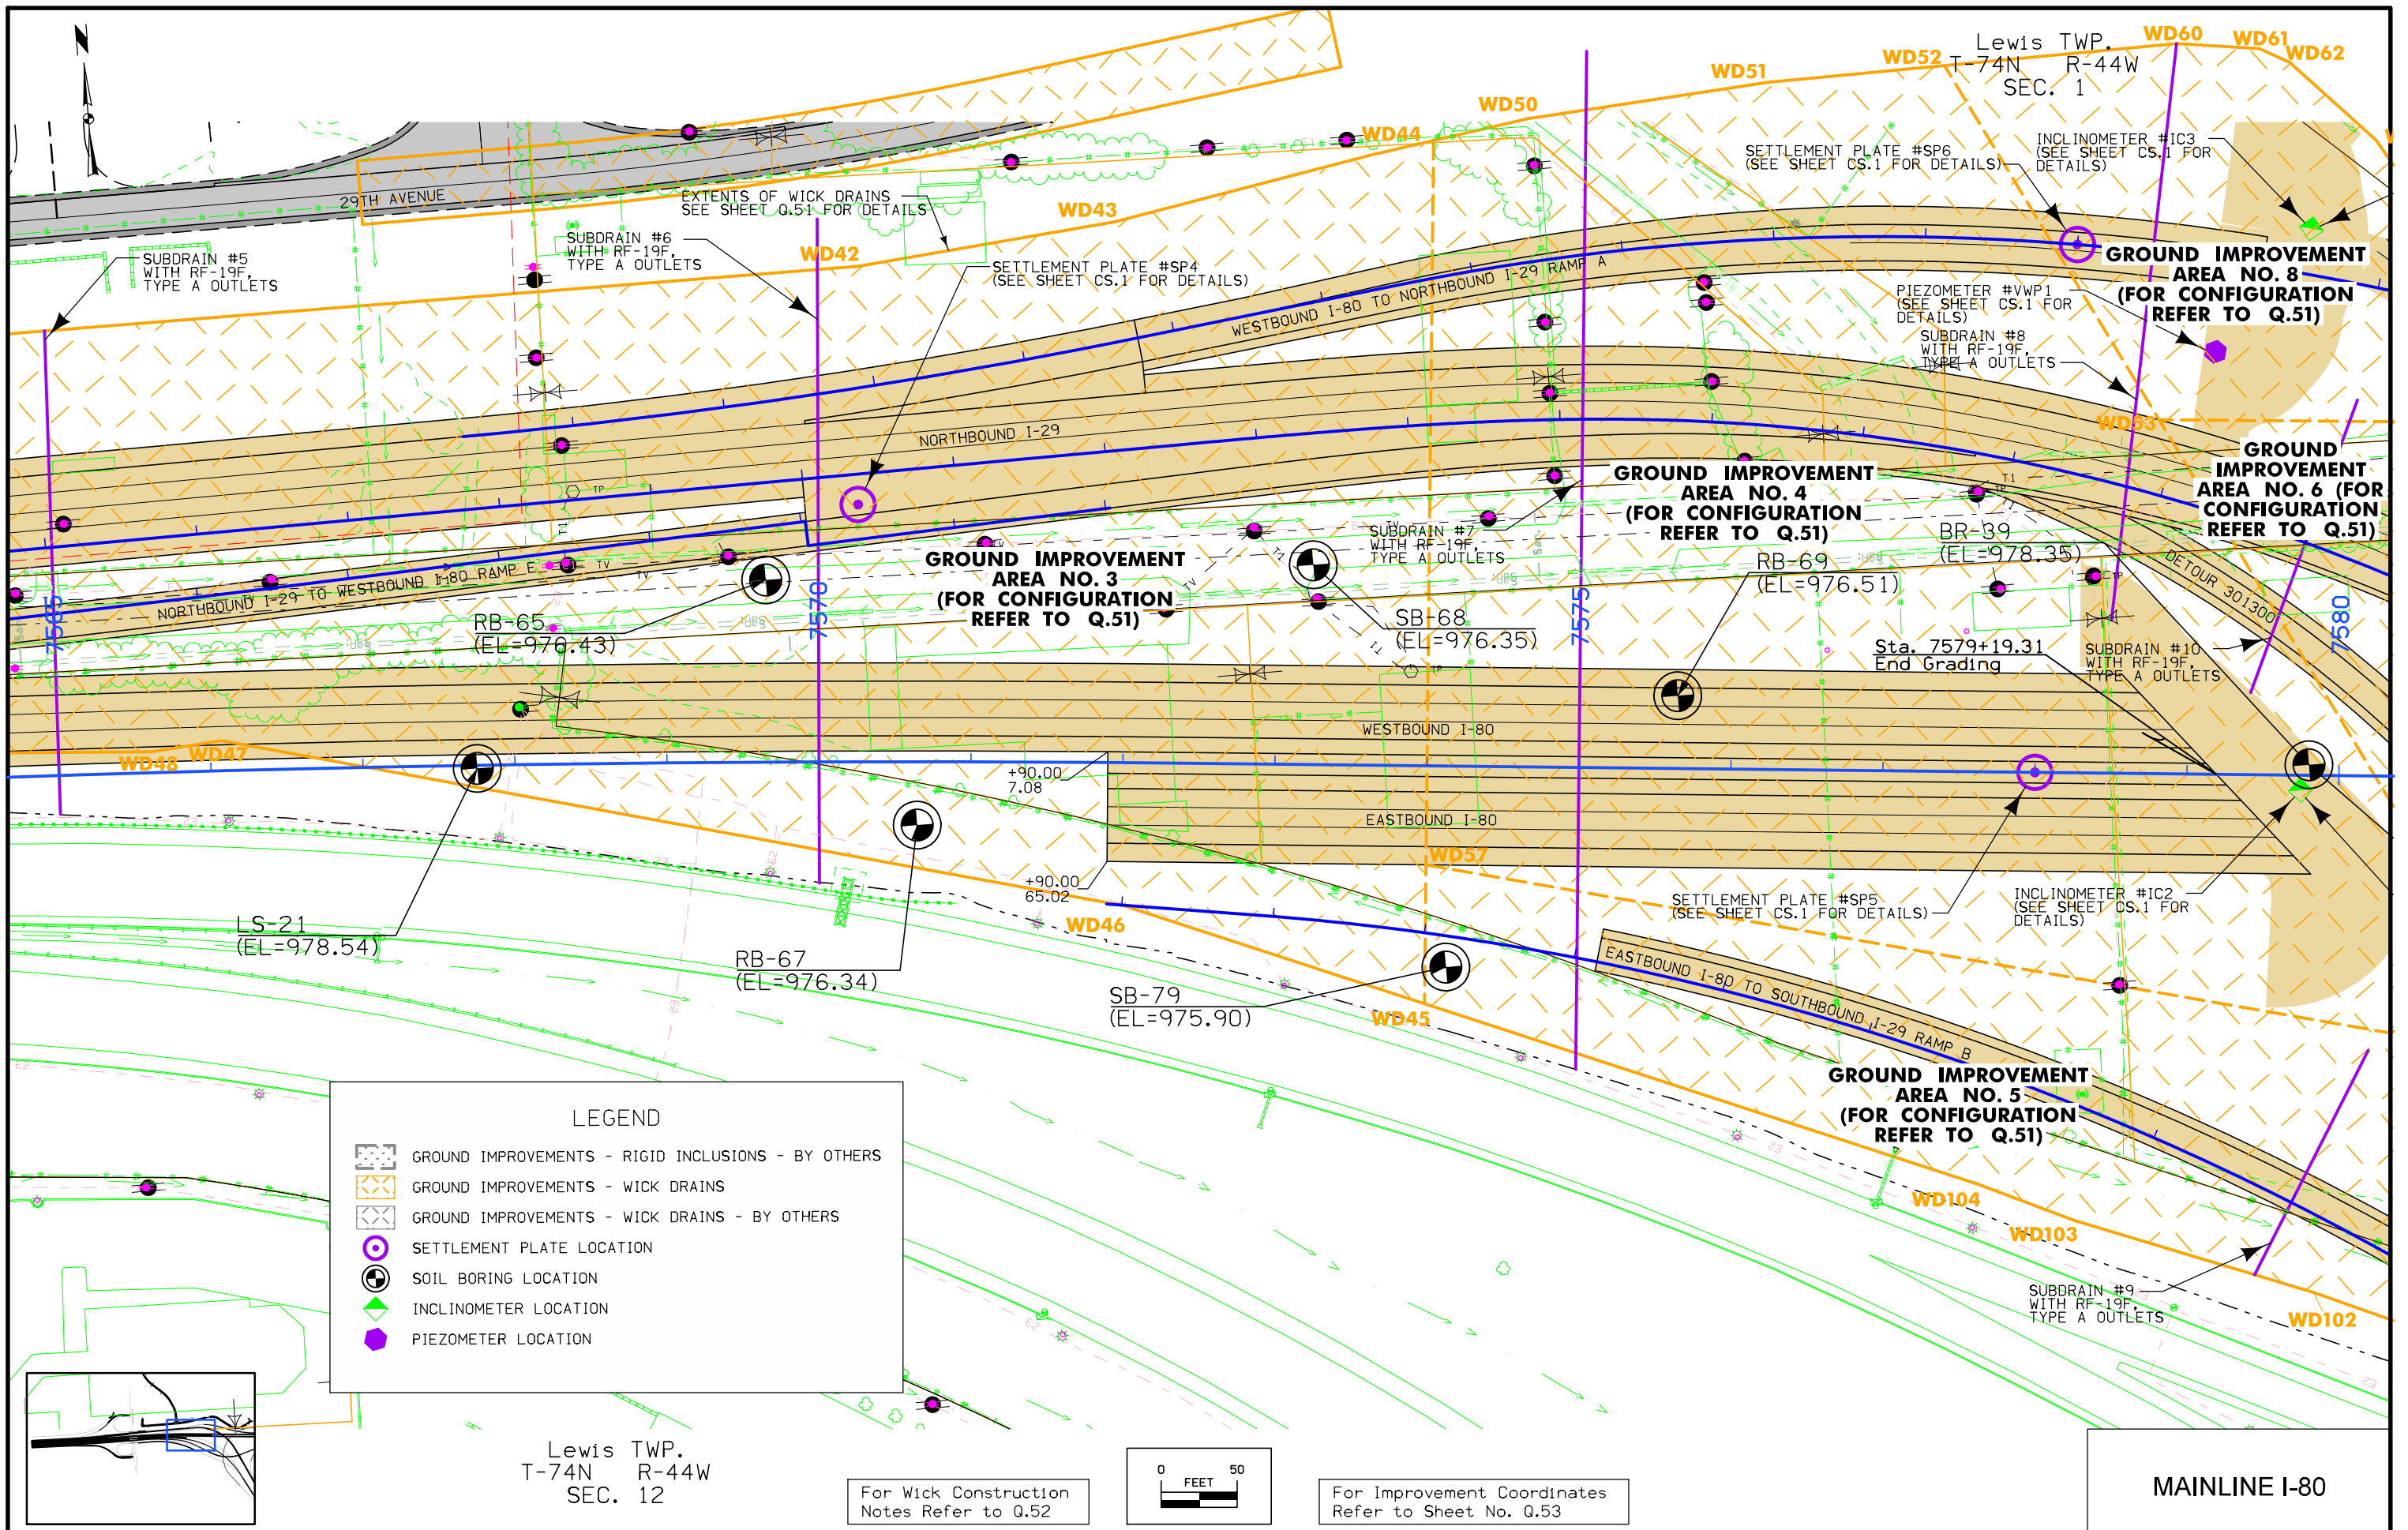 N
Lewis TWP.
T-74N R-44W
SEC. 1
WD60
WD61
WD62
WD52
WD51
WD50
WD44
WD43
WD42
29TH AVENUE
EXTENTS OF WICK DRAINS
SEE SHEET Q.51 FOR DETAILS
SUBDRAIN #5
WITH RF-19F,
TYPE A OUTLETS
SUBDRAIN #6
WITH RF-19F,
TYPE A OUTLETS
SETTLEMENT PLATE #SP4
(SEE SHEET CS.1 FOR DETAILS)
SETTLEMENT PLATE #SP6
(SEE SHEET CS.1 FOR DETAILS)
INCLINOMETER #IC3
(SEE SHEET CS.1 FOR
DETAILS)
GROUND IMPROVEMENT
AREA NO. 8
(FOR CONFIGURATION
REFER TO Q.51)
PIEZOMETER #VWP1
(SEE SHEET CS.1 FOR
DETAILS)
SUBDRAIN #8
WITH RF-19F,
TYPE A OUTLETS
WESTBOUND I-80 TO NORTHBOUND I-29 RAMP A
NORTHBOUND I-29
WD53
GROUND
IMPROVEMENT
AREA NO. 6 (FOR
CONFIGURATION
REFER TO Q.51)
GROUND IMPROVEMENT
AREA NO. 4
(FOR CONFIGURATION
REFER TO Q.51)
SUBDRAIN #7
WITH RF-19F,
TYPE A OUTLETS
BR-39
(EL=978.35)
RB-69
(EL=976.51)
GROUND IMPROVEMENT
AREA NO. 3
(FOR CONFIGURATION
REFER TO Q.51)
NORTHBOUND I-29 TO WESTBOUND I-80 RAMP E
DETOUR 301300
RB-65
(EL=976.43)
SB-68
(EL=976.35)
7565
7570
7575
7580
Sta. 7579+19.31
End Grading
SUBDRAIN #10
WITH RF-19F,
TYPE A OUTLETS
WESTBOUND I-80
WD48
WD47
+90.00
7.08
EASTBOUND I-80
WD57
+90.00
65.02
WD46
SETTLEMENT PLATE #SP5
(SEE SHEET CS.1 FOR DETAILS)
INCLINOMETER #IC2
(SEE SHEET CS.1 FOR
DETAILS)
LS-21
(EL=978.54)
RB-67
(EL=976.34)
SB-79
(EL=975.90)
WD45
EASTBOUND I-80 TO SOUTHBOUND I-29 RAMP B
GROUND IMPROVEMENT
AREA NO. 5
(FOR CONFIGURATION
REFER TO Q.51)
WD104
WD103
WD102
SUBDRAIN #9
WITH RF-19F,
TYPE A OUTLETS
LEGEND
GROUND IMPROVEMENTS - RIGID INCLUSIONS - BY OTHERS
GROUND IMPROVEMENTS - WICK DRAINS
GROUND IMPROVEMENTS - WICK DRAINS - BY OTHERS
SETTLEMENT PLATE LOCATION
SOIL BORING LOCATION
INCLINOMETER LOCATION
PIEZOMETER LOCATION
Lewis TWP.
T-74N R-44W
SEC. 12
For Wick Construction
Notes Refer to Q.52
0 50
FEET
For Improvement Coordinates
Refer to Sheet No. Q.53
MAINLINE I-80